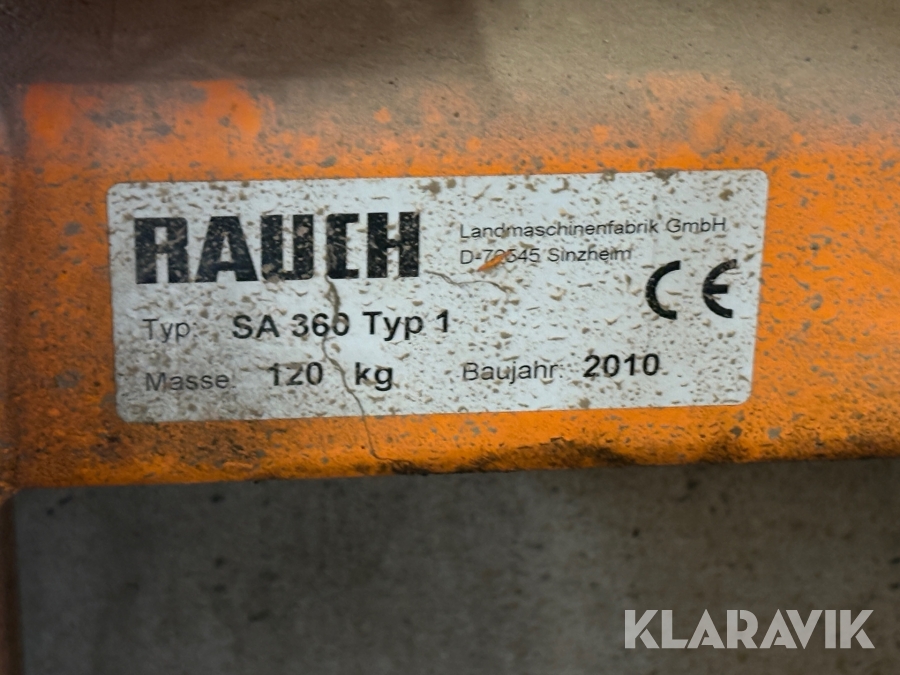 RAUCH
Landmaschinenfabrik GmbH
D-76545 Sinzheim
CE
Typ: SA 360 Typ 1
Masse: 120 kg Baujahr: 2010
KLARAVIK